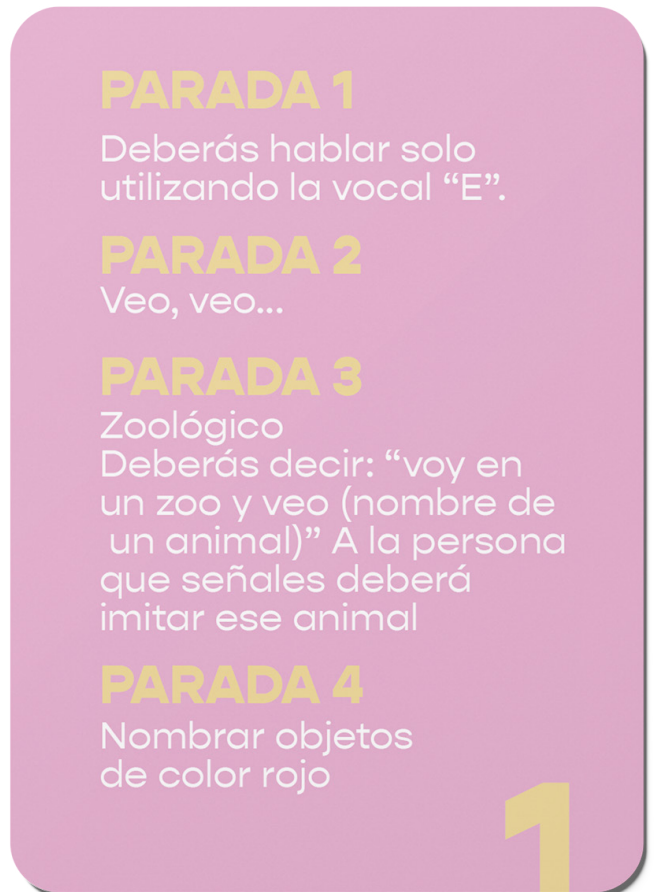 PARADA 1
Deberás hablar solo
utilizando la vocal “E”.
PARADA 2
Veo, veo...
PARADA 3
Zoológico
Deberás decir: “voy en
un zoo y veo (nombre de
un animal)” A la persona
que señales deberá
imitar ese animal
PARADA 4
Nombrar objetos
de color rojo
1